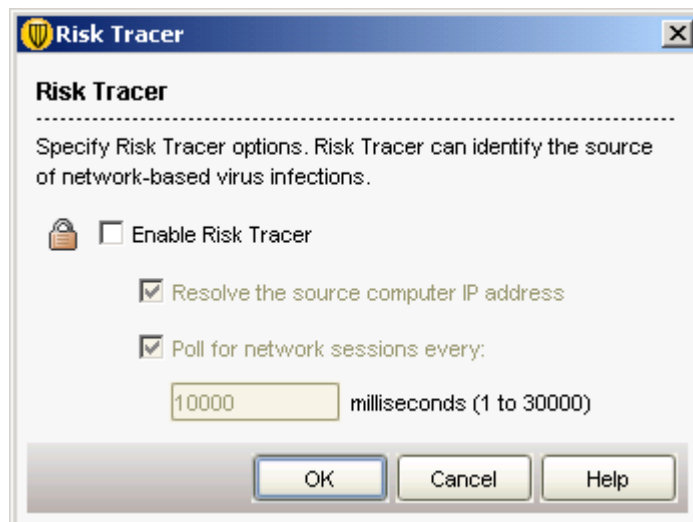 Risk Tracer
Risk Tracer
Specify Risk Tracer options. Risk Tracer can identify the source
of network-based virus infections.
Enable Risk Tracer
Resolve the source computer IP address
Poll for network sessions every:
10000 milliseconds (1 to 30000)
OK Cancel Help